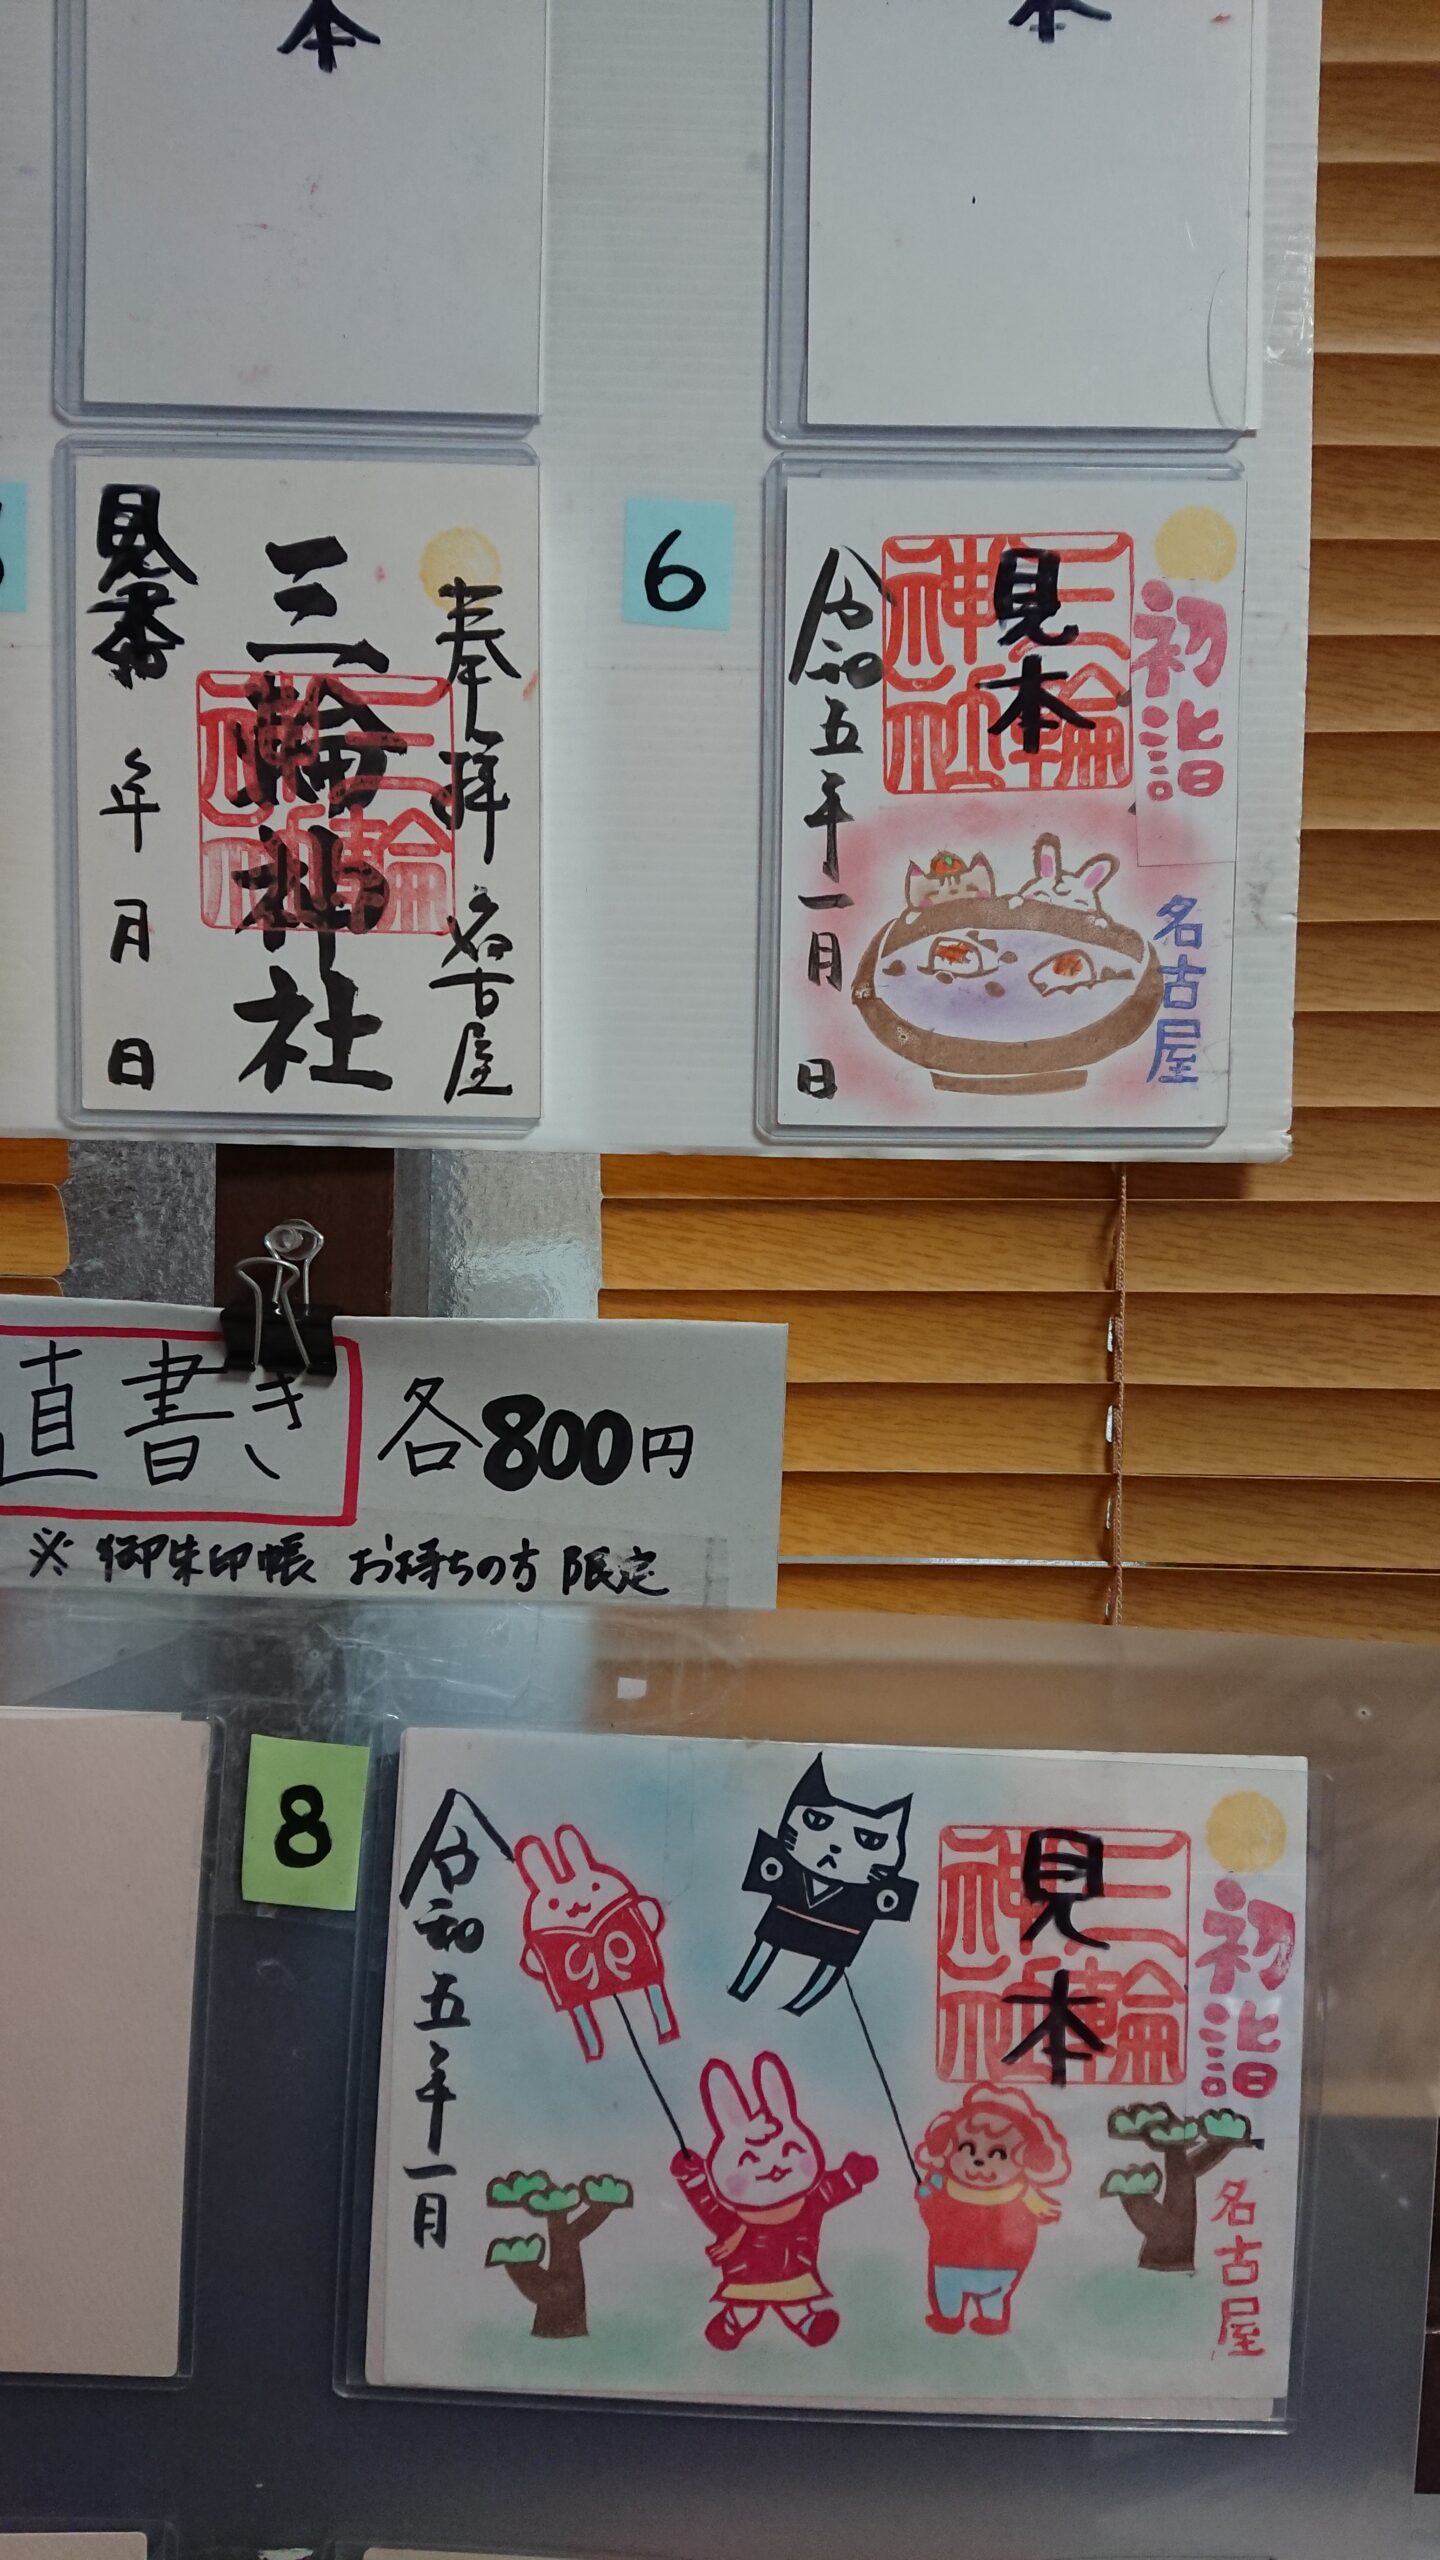 本
本
奉拝 名古屋
三輪神社
三輪神社
見本
令和 年 月 日
6
初詣
名古屋
三輪神社
見本
令和五年一月 日
直書き 各800円
※御朱印帳 お持ちの方 限定
8
初詣
名古屋
三輪神社
見本
令和五年一月